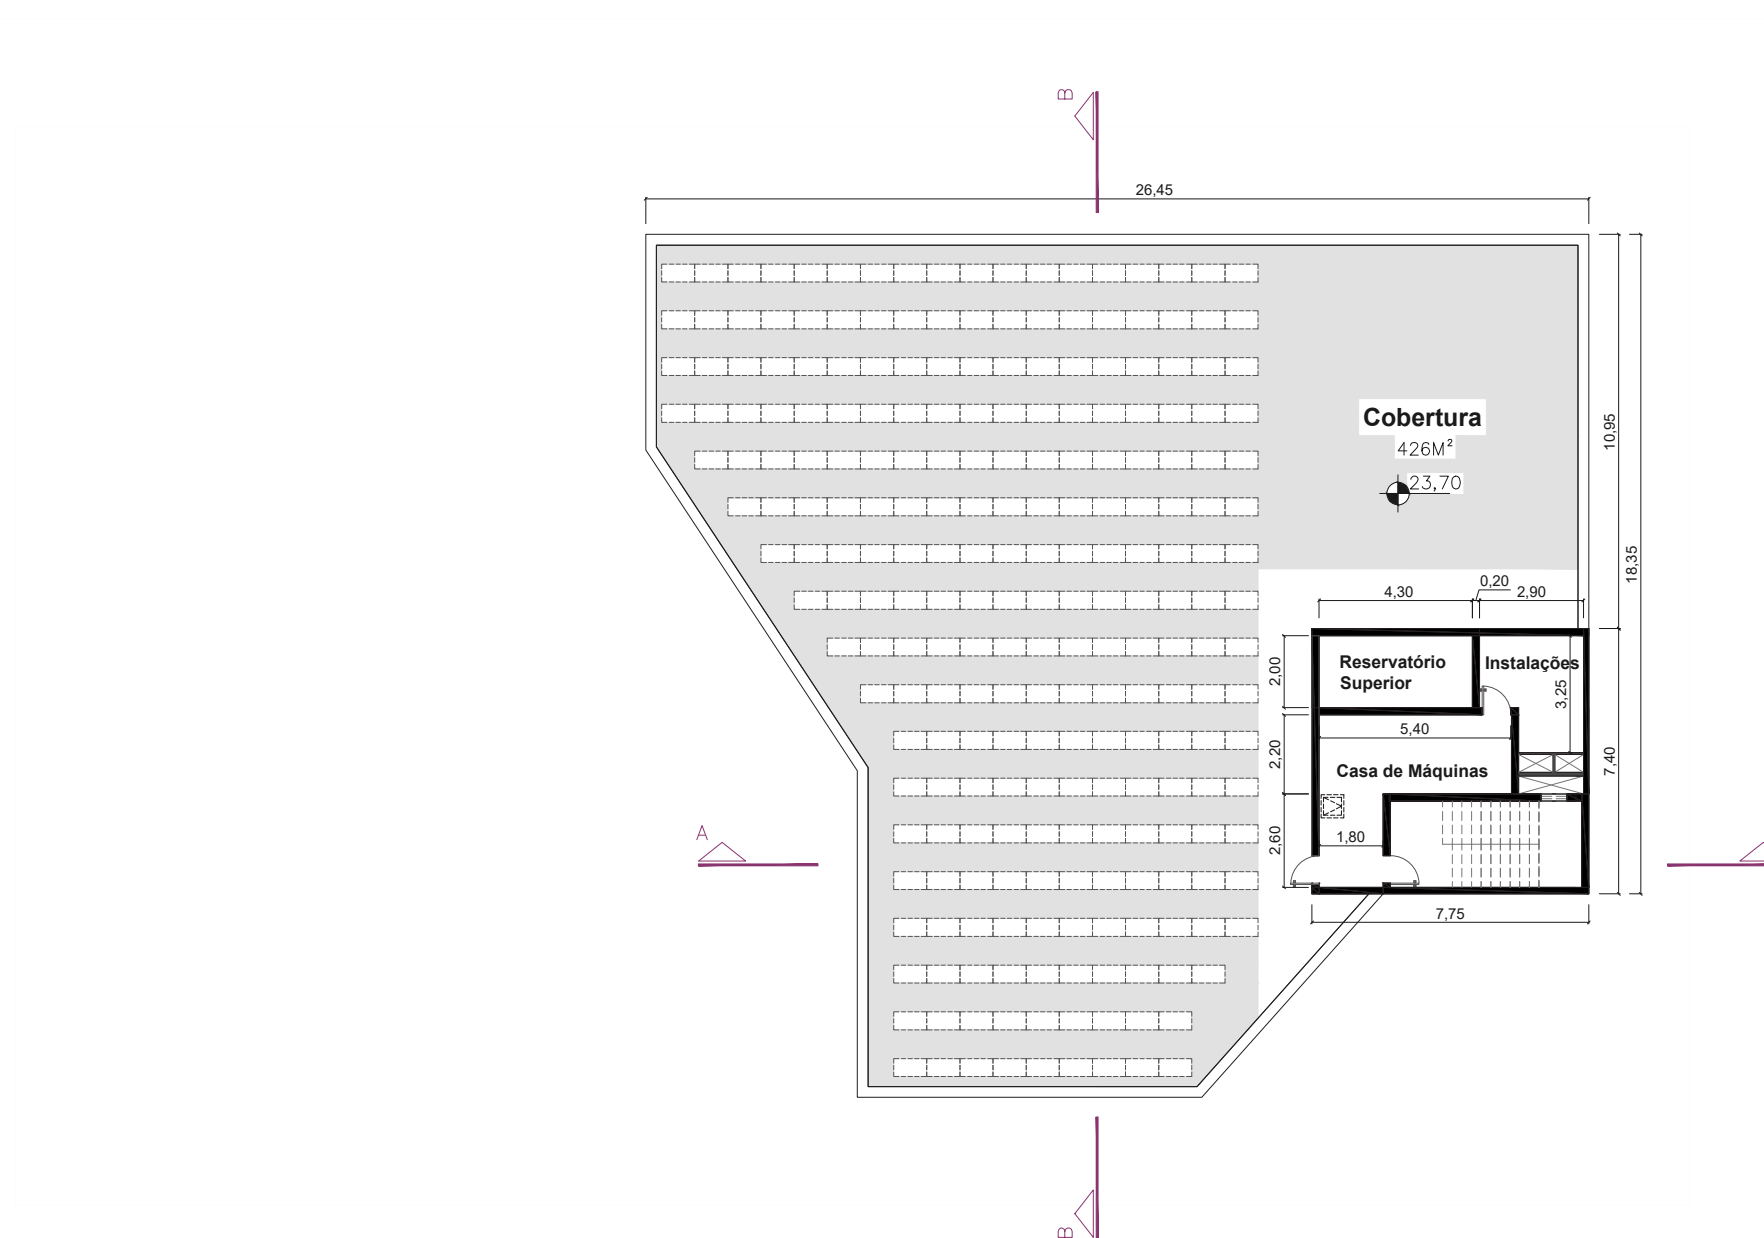 B
26,45
Cobertura
426M²
23,70
10,95
18,35
4,30
0,20
2,90
Reservatório
Superior
Instalações
2,00
3,25
5,40
2,20
7,40
Casa de Máquinas
A
2,60
1,80
7,75
B